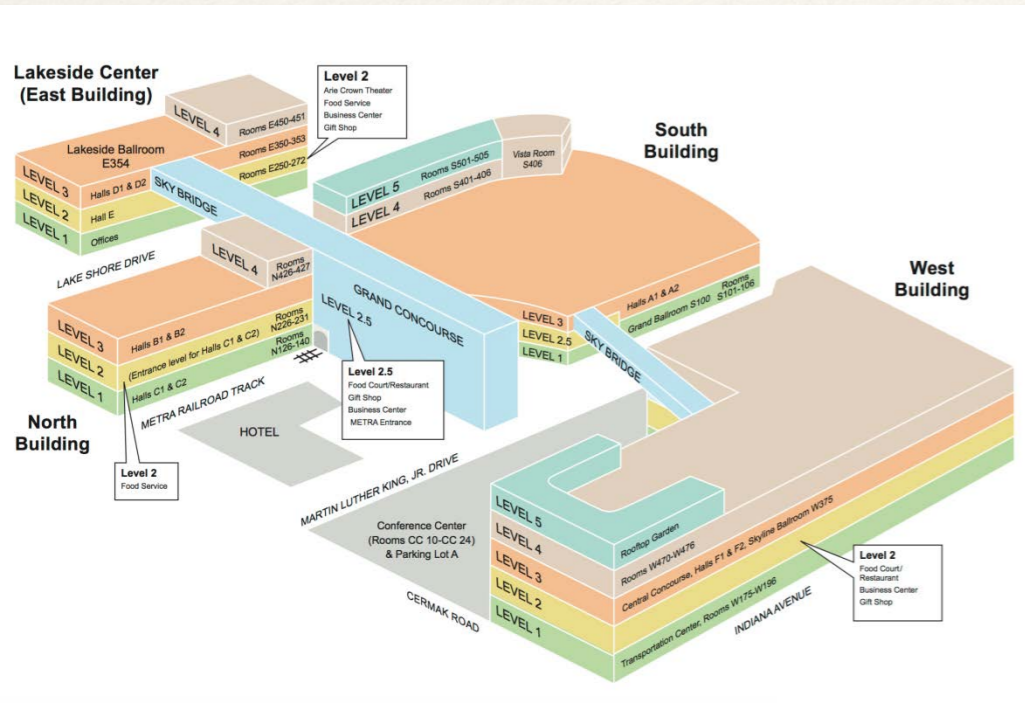 Lakeside Center
(East Building)
LEVEL 4
Rooms E450-451
Lakeside Ballroom
E354
Rooms E350-353
Rooms E250-272
LEVEL 3
Halls D1 & D2
LEVEL 2
Hall E
LEVEL 1
Offices
Level 2
Arie Crown Theater
Food Service
Business Center
Gift Shop
SKY BRIDGE
LAKE SHORE DRIVE
South
Building
Vista Room
S406
LEVEL 5
Rooms S501-505
LEVEL 4
Rooms S401-406
LEVEL 3
Halls A1 & A2
LEVEL 2.5
Grand Ballroom S100
Rooms
S101-106
LEVEL 1
SKY BRIDGE
GRAND CONCOURSE
LEVEL 2.5
Level 2.5
Food Court/Restaurant
Gift Shop
Business Center
METRA Entrance
LEVEL 4
Rooms
N426-427
LEVEL 3
Halls B1 & B2
Rooms
N226-231
LEVEL 2
(Entrance level for Halls C1 & C2)
Rooms
N126-140
LEVEL 1
Halls C1 & C2
METRA RAILROAD TRACK
North
Building
Level 2
Food Service
HOTEL
MARTIN LUTHER KING, JR. DRIVE
Conference Center
(Rooms CC 10-CC 24)
& Parking Lot A
CERMAK ROAD
West
Building
LEVEL 5
Rooftop Garden
LEVEL 4
Rooms W470-W476
LEVEL 3
Central Concourse, Halls F1 & F2, Skyline Ballroom W375
LEVEL 2
LEVEL 1
Transportation Center, Rooms W175-W196
INDIANA AVENUE
Level 2
Food Court/
Restaurant
Business Center
Gift Shop